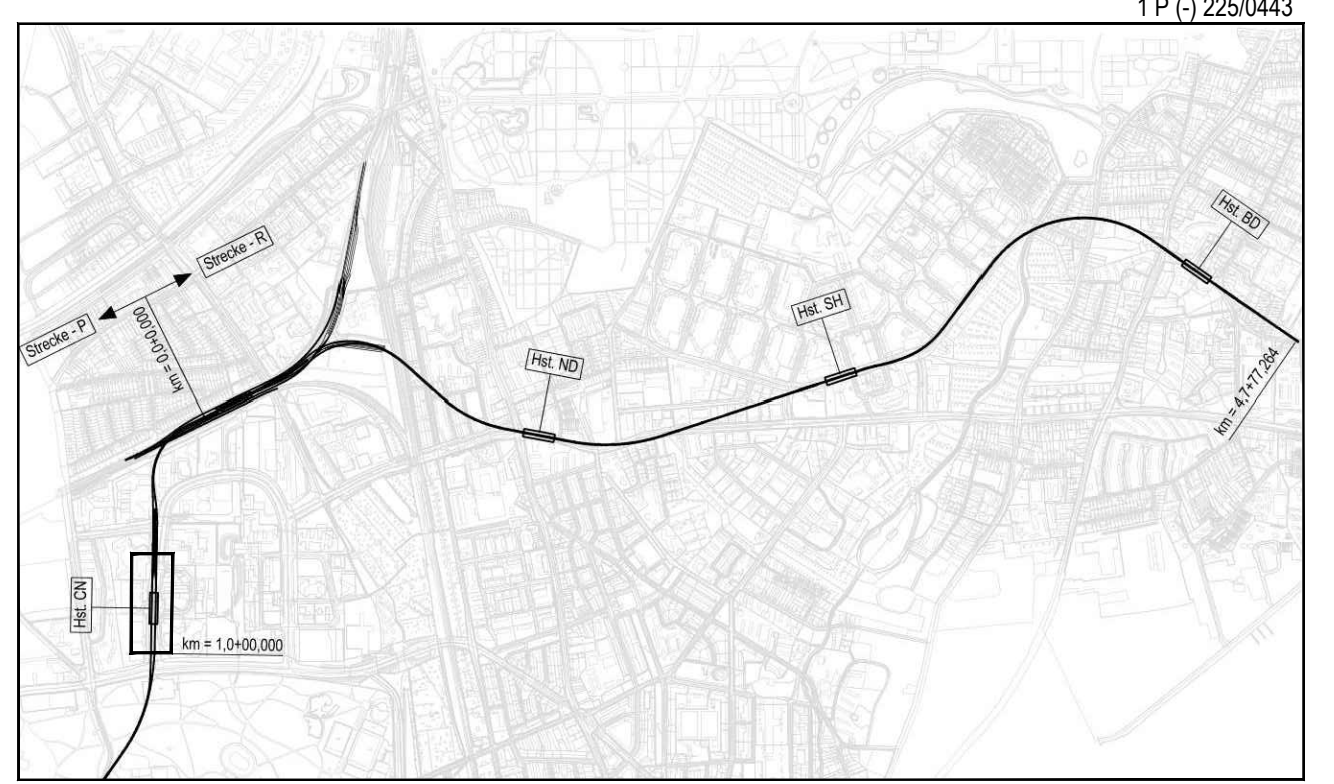 1 P (-) 225/0443
Hst. BD
Strecke - R
Strecke - P
km = 0,0+0,000
Hst. SH
Hst. ND
km = 4,7+77,264
Hst. CN
km = 1,0+00,000